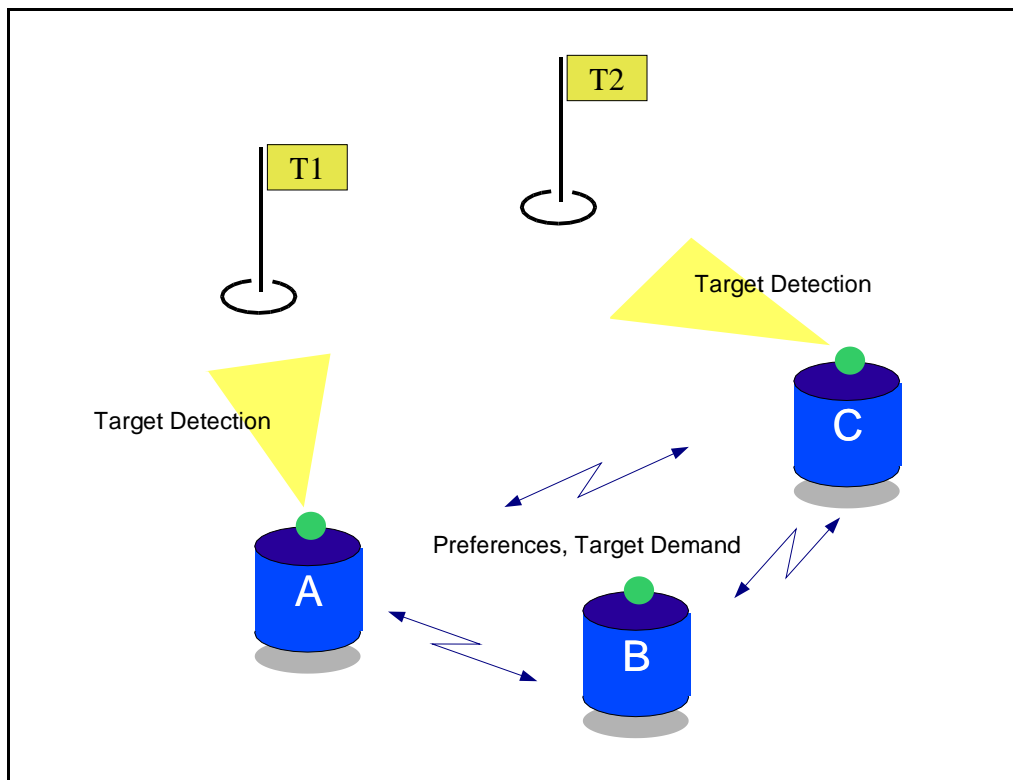 T2
T1
Target Detection
Target Detection
C
Preferences, Target Demand
A
B